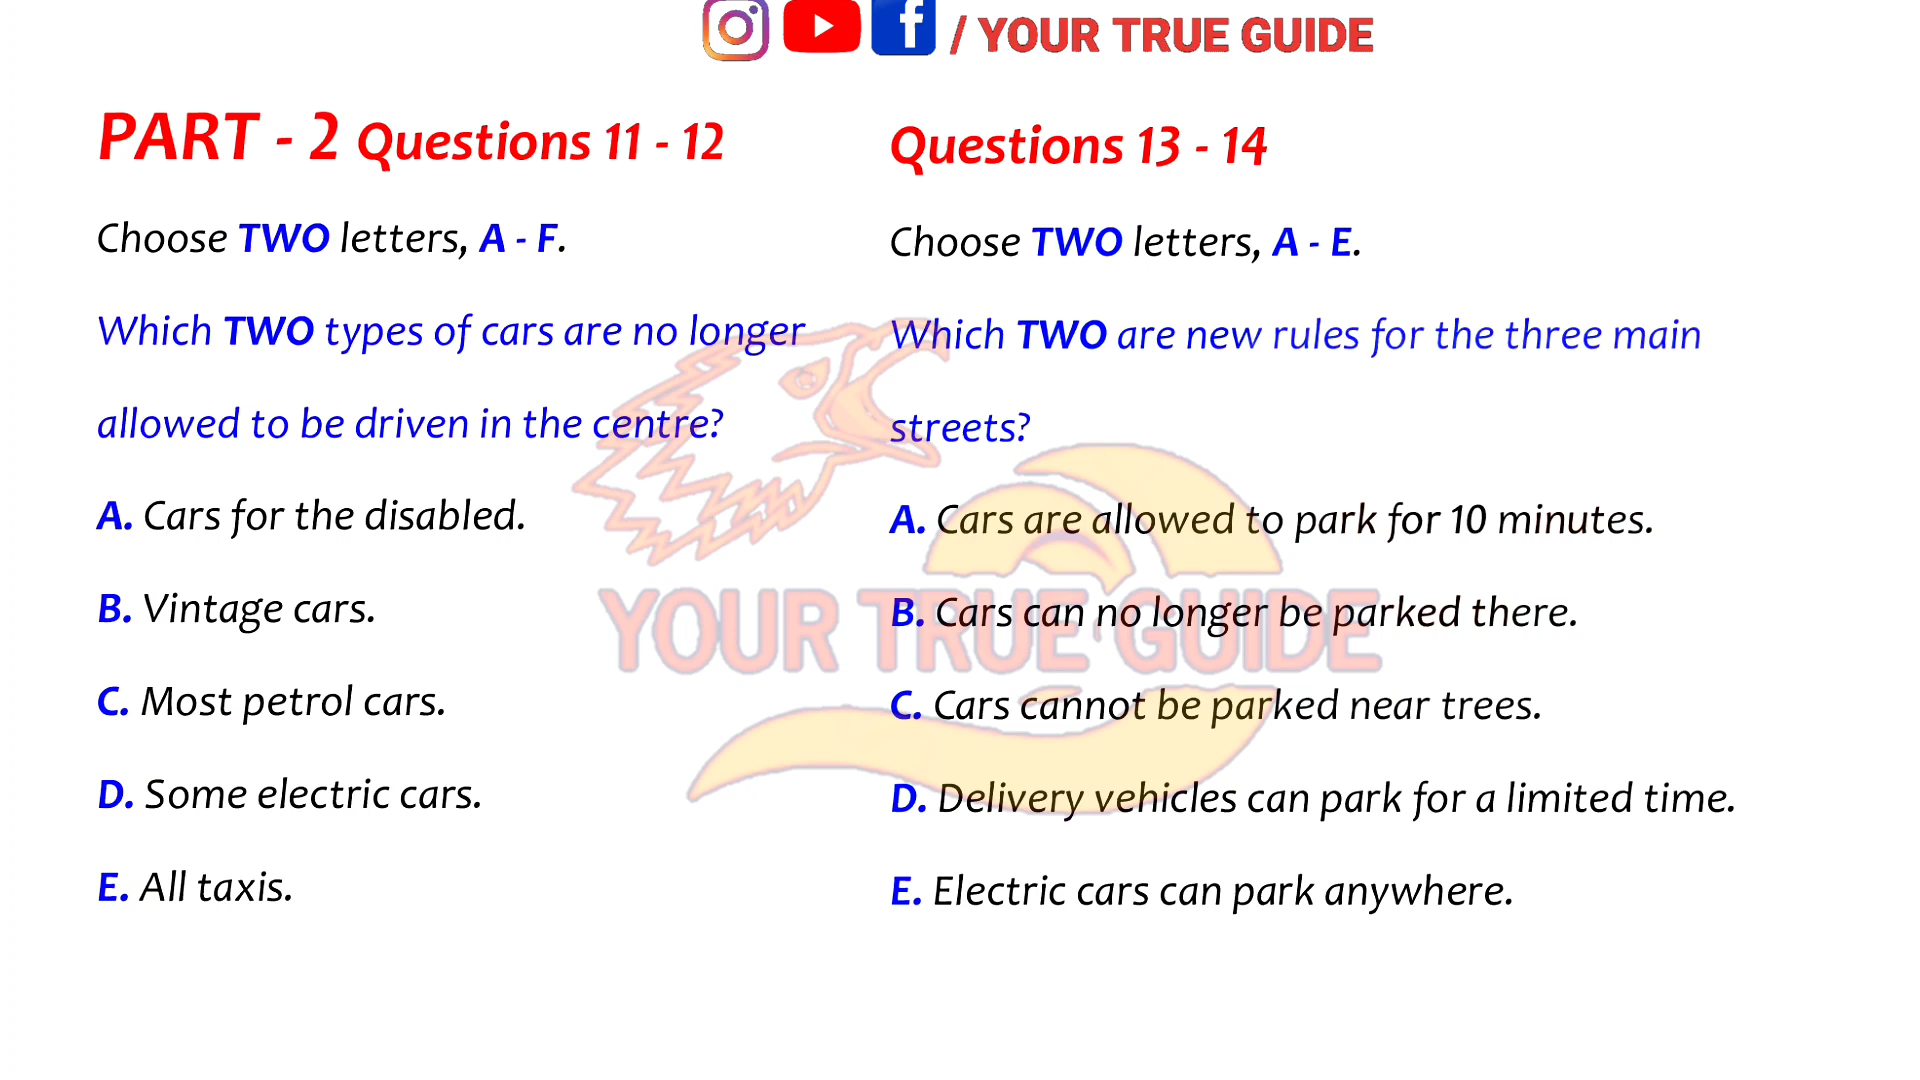 / YOUR TRUE GUIDE
PART - 2 Questions 11 - 12
Choose TWO letters, A - F.
Which TWO types of cars are no longer
allowed to be driven in the centre?
A. Cars for the disabled.
B. Vintage cars.
C. Most petrol cars.
D. Some electric cars.
E. All taxis.
Questions 13 - 14
Choose TWO letters, A - E.
Which TWO are new rules for the three main
streets?
A. Cars are allowed to park for 10 minutes.
B. Cars can no longer be parked there.
C. Cars cannot be parked near trees.
D. Delivery vehicles can park for a limited time.
E. Electric cars can park anywhere.
YOUR TRUE GUIDE